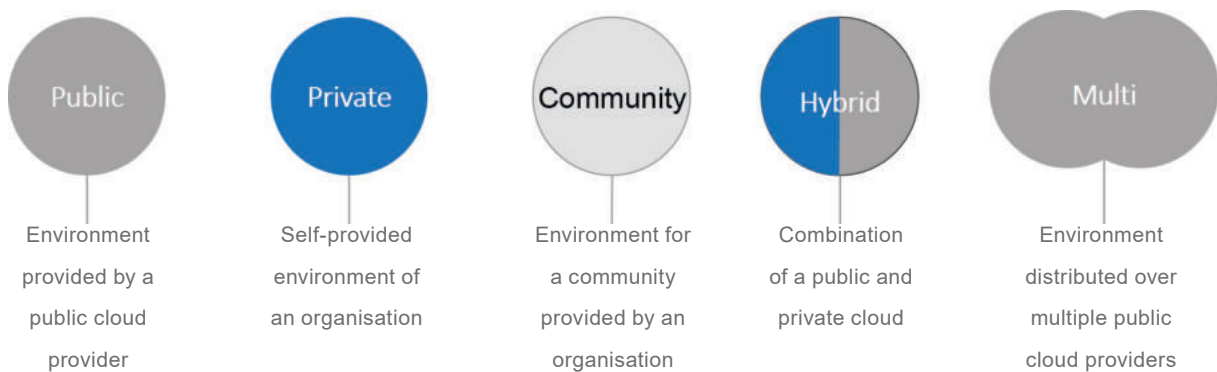 Public
Private
Community
Hybrid
Multi
Environment
provided by a
public cloud
provider
Self-provided
environment of
an organisation
Environment for
a community
provided by an
organisation
Combination
of a public and
private cloud
Environment
distributed over
multiple public
cloud providers